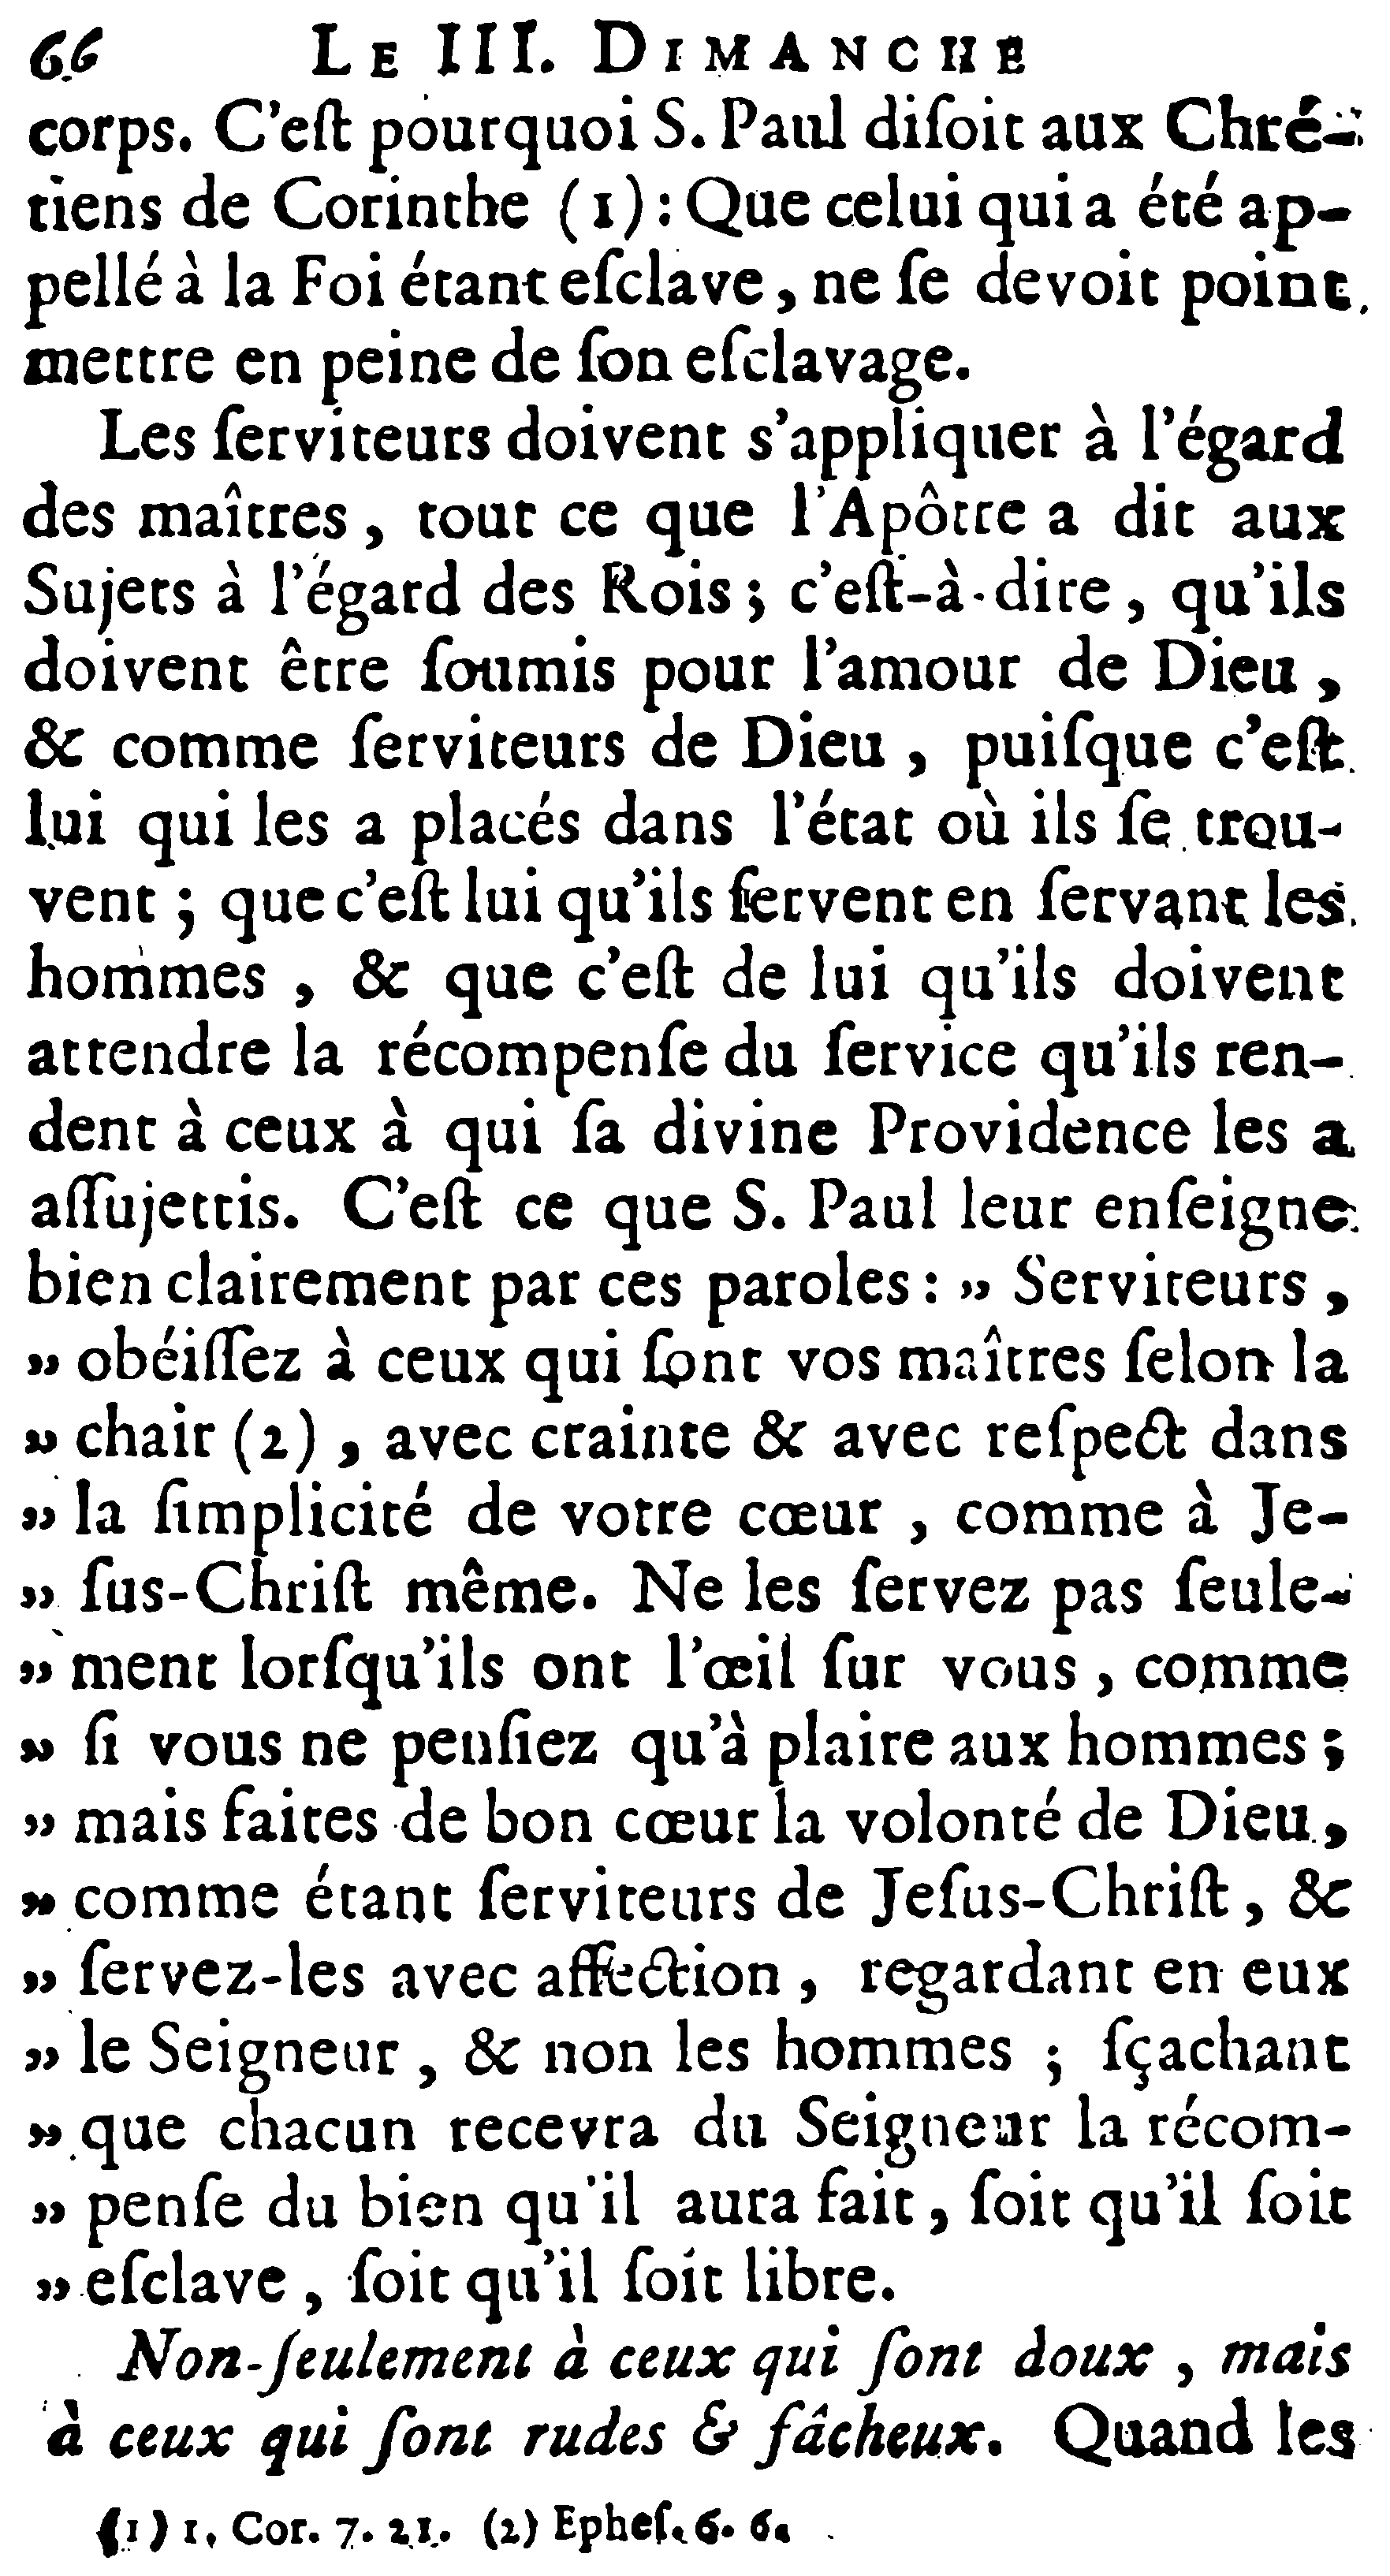 66 LE III. DIMANCHE
corps. C'eſt pourquoi S. Paul diſoit aux Chré-
tiens de Corinthe (1) : Que celui qui a été ap-
pellé à la Foi étant eſclave, ne ſe devoit point
mettre en peine de ſon eſclavage.
Les ſerviteurs doivent s'appliquer à l'égard
des maîtres, tout ce que l'Apôtre a dit aux
Sujets à l'égard des Rois ; c'eſt-à-dire, qu'ils
doivent être ſoumis pour l'amour de Dieu,
& comme ſerviteurs de Dieu, puiſque c'eſt
lui qui les a placés dans l'état où ils ſe trou-
vent ; que c'eſt lui qu'ils ſervent en ſervant les
hommes, & que c'eſt de lui qu'ils doivent
attendre la récompenſe du ſervice qu'ils ren-
dent à ceux à qui ſa divine Providence les a
aſſujettis. C'eſt ce que S. Paul leur enſeigne
bien clairement par ces paroles : » Serviteurs,
» obéiſſez à ceux qui ſont vos maîtres ſelon la
» chair (2), avec crainte & avec reſpect dans
» la ſimplicité de votre cœur, comme à Je-
» ſus-Chriſt même. Ne les ſervez pas ſeule-
» ment lorſqu'ils ont l'œil ſur vous, comme
» ſi vous ne penſiez qu'à plaire aux hommes ;
» mais faites de bon cœur la volonté de Dieu,
» comme étant ſerviteurs de Jeſus-Chriſt, &
» ſervez-les avec affection, regardant en eux
» le Seigneur, & non les hommes ; ſçachant
» que chacun recevra du Seigneur la récom-
» penſe du bien qu'il aura fait, ſoit qu'il ſoit
» eſclave, ſoit qu'il ſoit libre.
Non-ſeulement à ceux qui ſont doux, mais
à ceux qui ſont rudes & fâcheux. Quand les
(1) 1. Cor. 7. 21. (2) Epheſ. 6. 6.